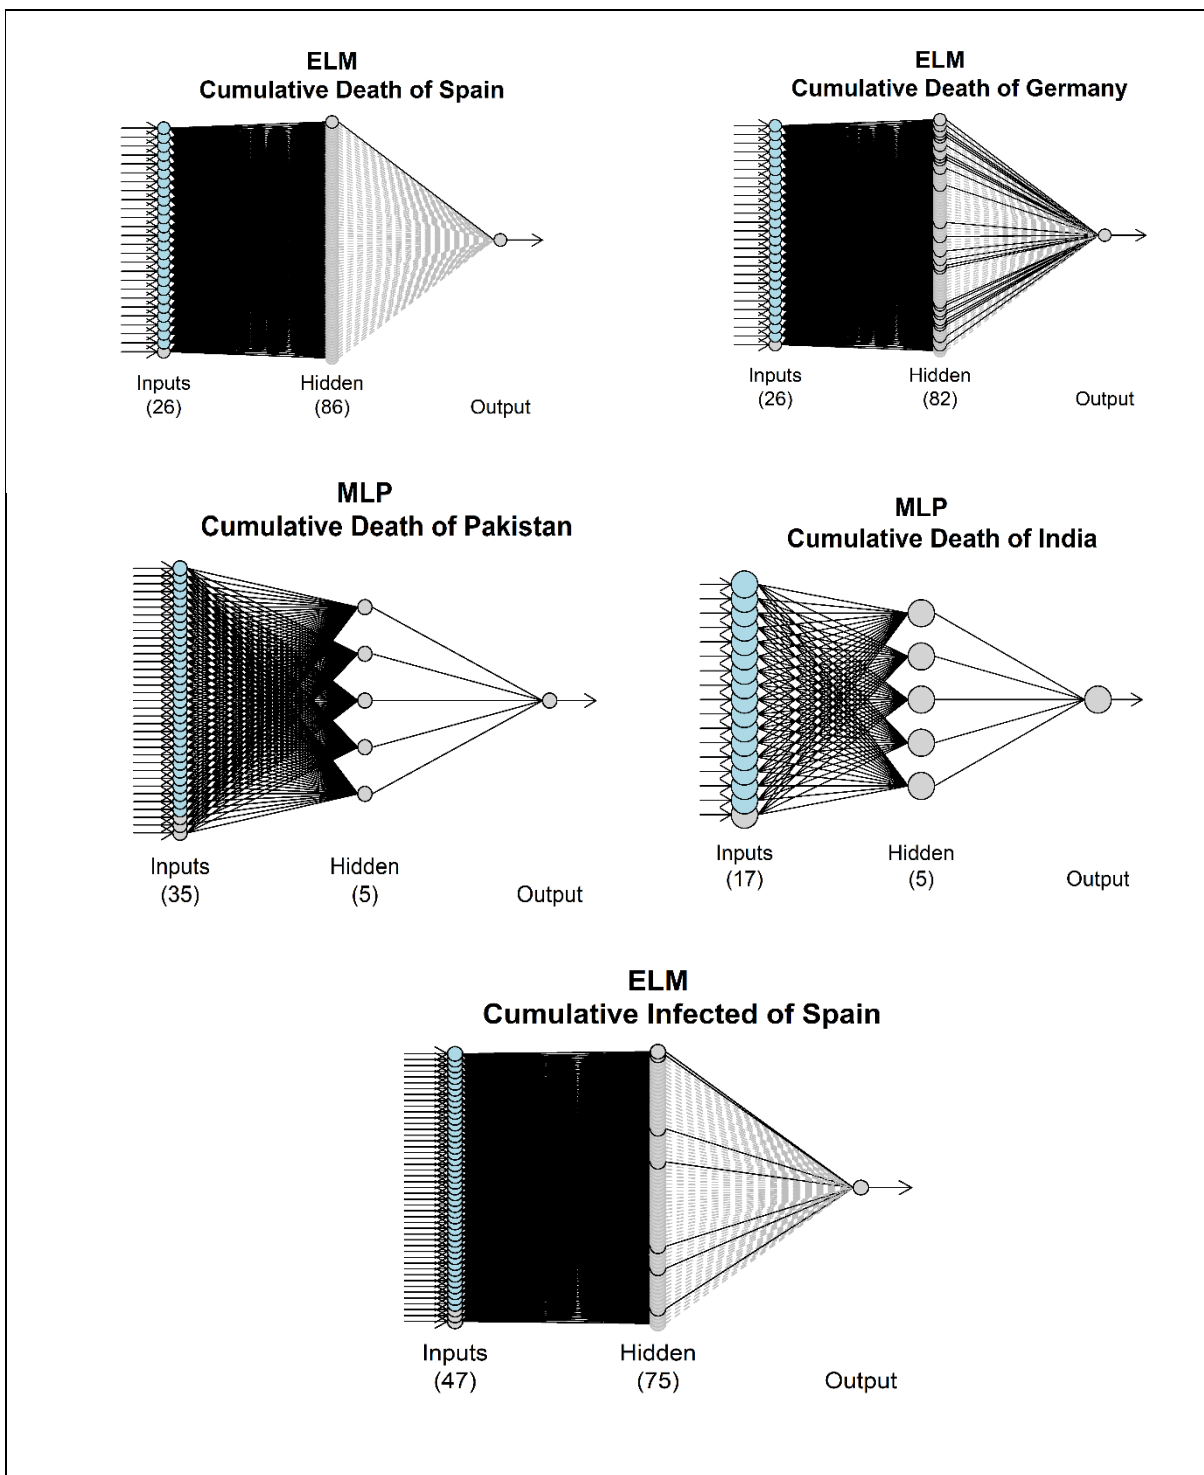 ELM
Cumulative Death of Spain
Inputs
(26)
Hidden
(86)
Output
ELM
Cumulative Death of Germany
Inputs
(26)
Hidden
(82)
Output
MLP
Cumulative Death of Pakistan
Inputs
(35)
Hidden
(5)
Output
MLP
Cumulative Death of India
Inputs
(17)
Hidden
(5)
Output
ELM
Cumulative Infected of Spain
Inputs
(47)
Hidden
(75)
Output